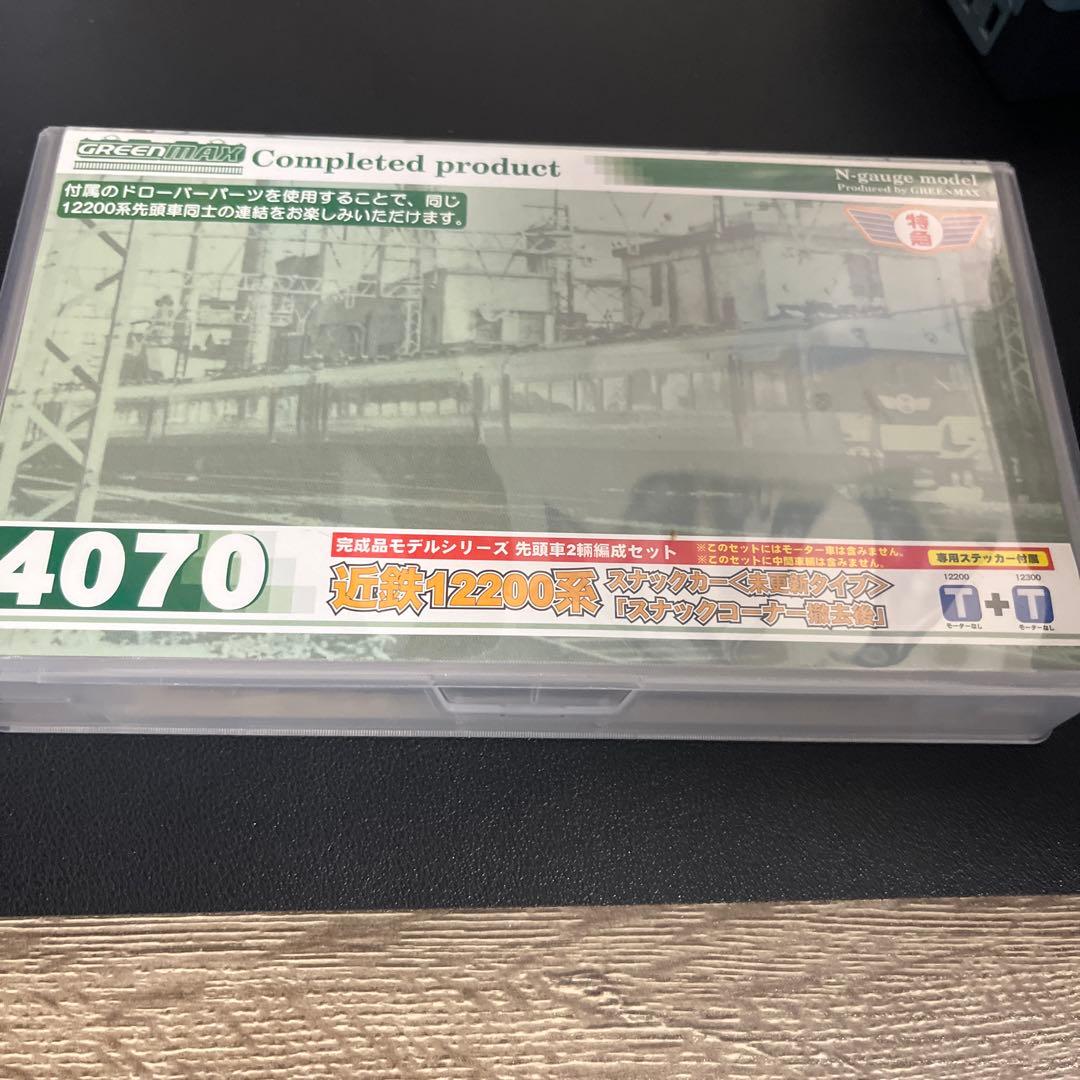 GREENMAX Completed product
N-gauge model
Produced by GREENMAX
付属のドローバーパーツを使用することで、同じ
12200系先頭車同士の連結をお楽しみいただけます。
特急
4070
完成品モデルシリーズ 先頭車2輌編成セット
※このセットにはモーター車は含みません。
※このセットに中間車輌は含みません。
専用ステッカー付属
近鉄12200系
スナックカー<未更新タイプ>
『スナックコーナー撤去後』
12200 12300
T+T
モーターなし モーターなし